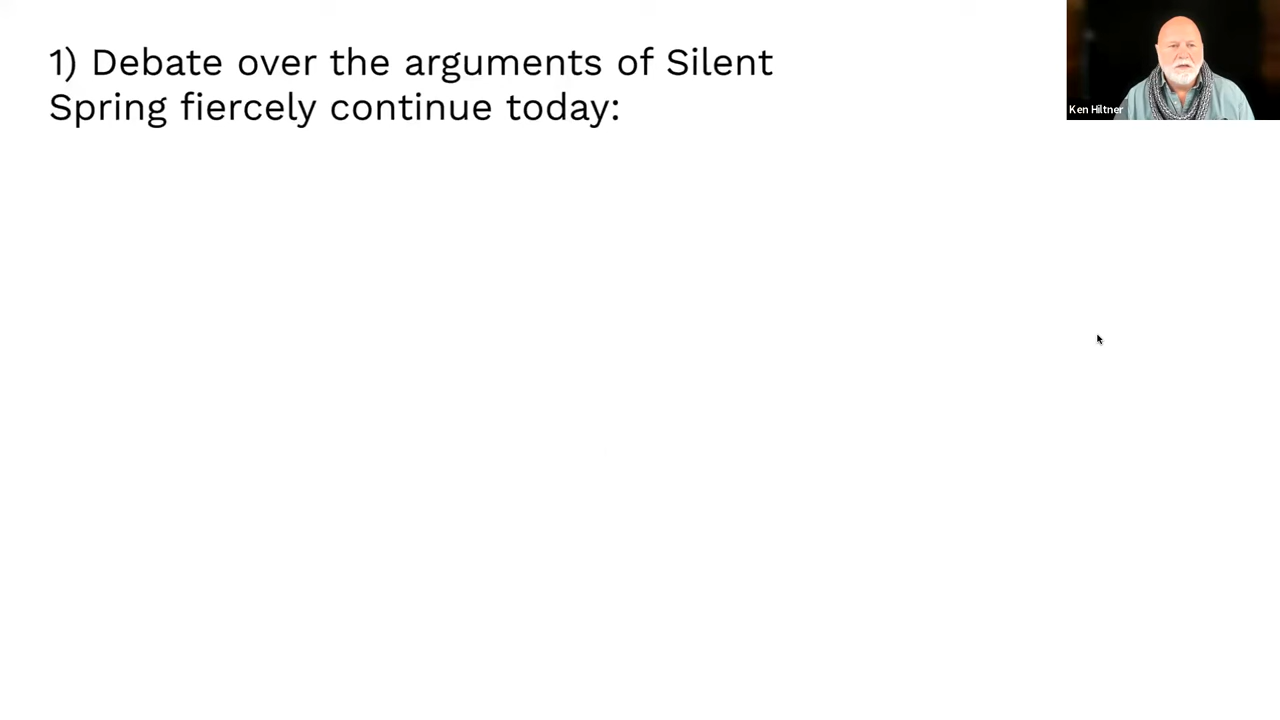 1) Debate over the arguments of Silent
Spring fiercely continue today:
Ken Hiltner